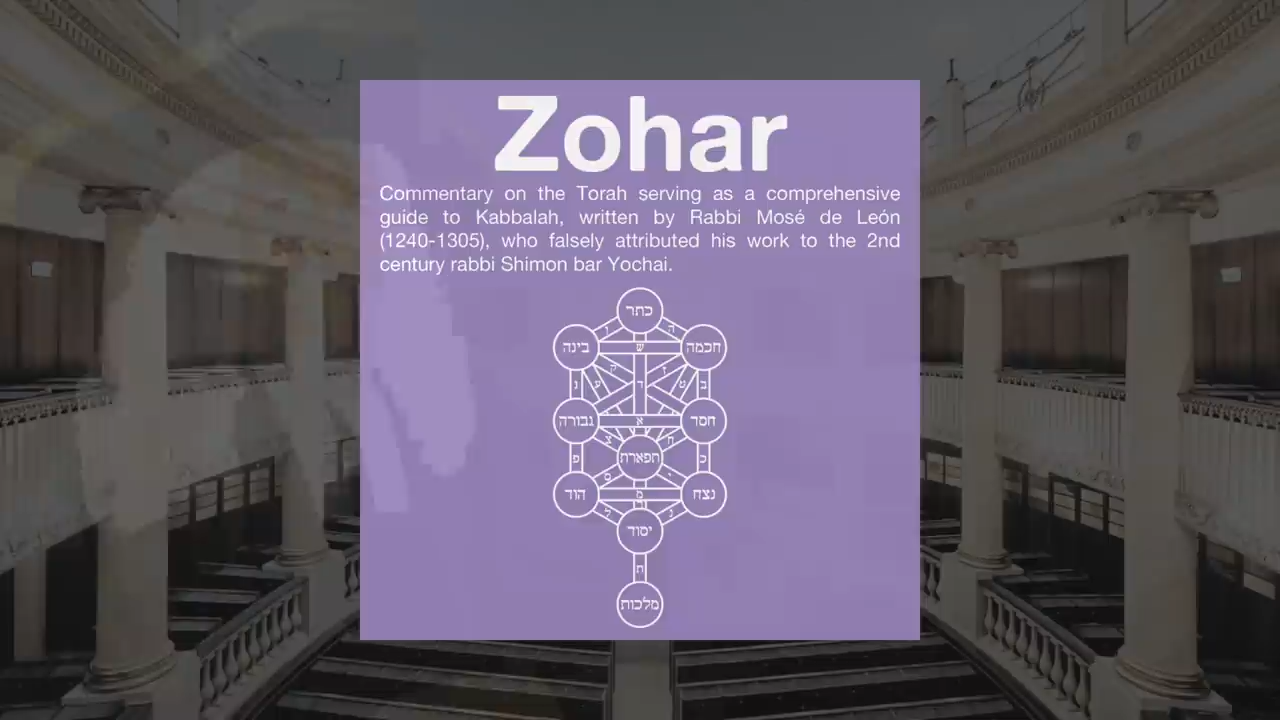 Zohar
Commentary on the Torah serving as a comprehensive
guide to Kabbalah, written by Rabbi Mosé de León
(1240-1305), who falsely attributed his work to the 2nd
century rabbi Shimon bar Yochai.
כתר
ה
בינה
ש
חכמה
ק
ז
נ
ע
ד
ט
ב
גבורה
א
חסד
צ
ח
פ
תפארת
כ
ס
י
הוד
מ
נצח
ל
יסוד
ת
מלכות